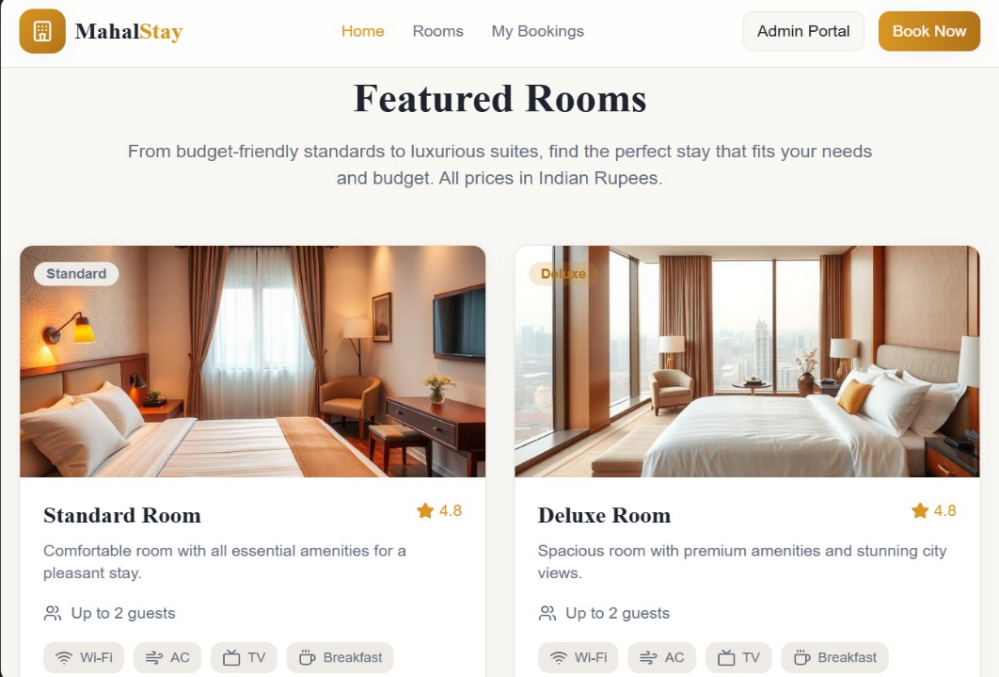 MahalStay
Home Rooms My Bookings
Admin Portal
Book Now
Featured Rooms
From budget-friendly standards to luxurious suites, find the perfect stay that fits your needs
and budget. All prices in Indian Rupees.
Standard
Standard Room
4.8
Comfortable room with all essential amenities for a
pleasant stay.
Up to 2 guests
Wi-Fi AC TV Breakfast
Deluxe
Deluxe Room
4.8
Spacious room with premium amenities and stunning city
views.
Up to 2 guests
Wi-Fi AC TV Breakfast